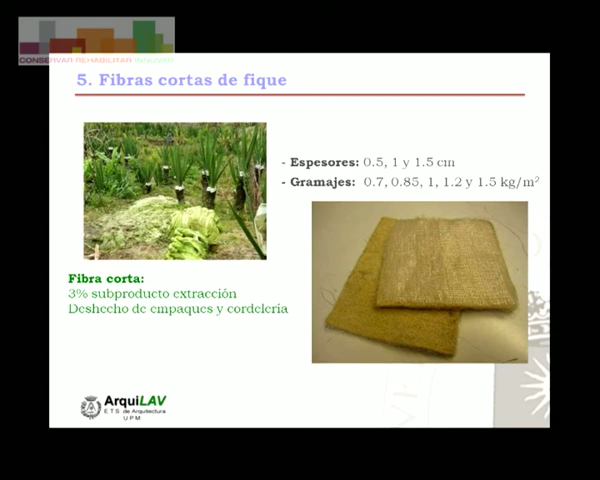 CONSERVAR REHABILITAR INNOVAR
5. Fibras cortas de fique
- Espesores: 0.5, 1 y 1.5 cm
- Gramajes: 0.7, 0.85, 1, 1.2 y 1.5 kg/m²
Fibra corta:
3% subproducto extracción
Deshecho de empaques y cordelería
ArquiLAV
E.T.S. de Arquitectura
UPM